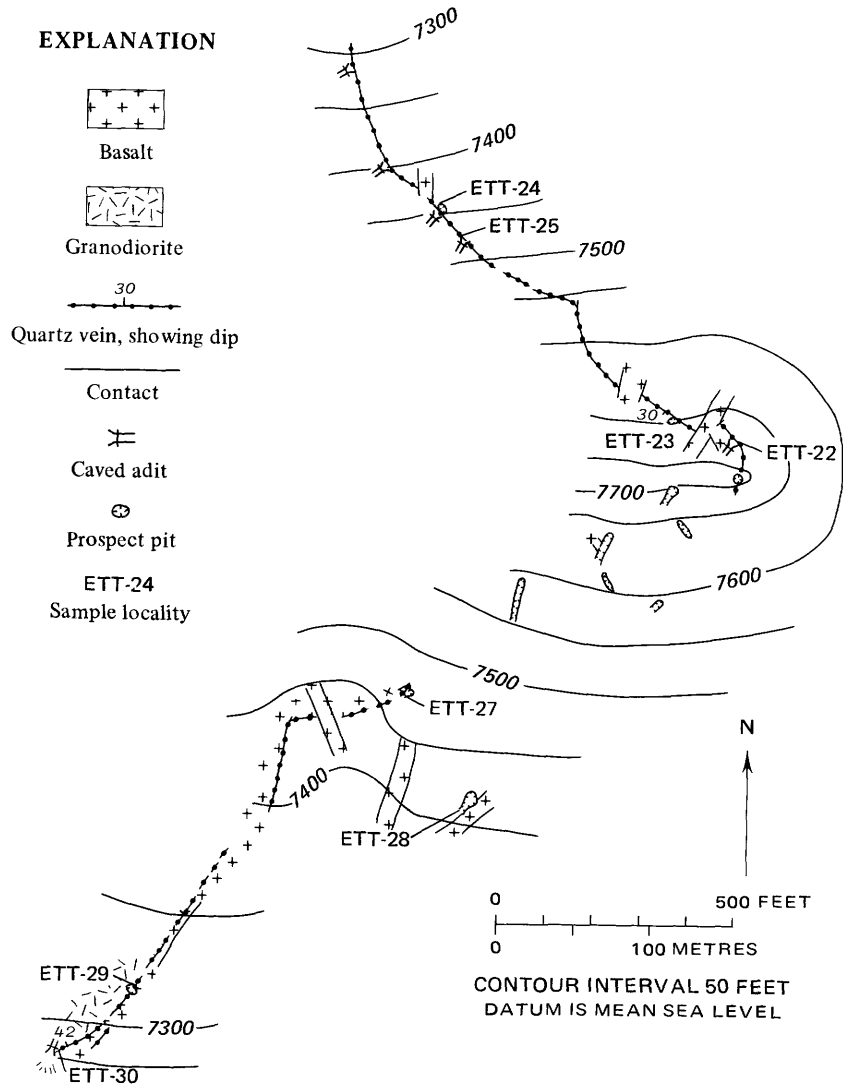 EXPLANATION
Basalt
Granodiorite
30
Quartz vein, showing dip
Contact
Caved adit
Prospect pit
ETT-24
Sample locality
7300
7400
ETT-24
ETT-25
7500
30
ETT-23
ETT-22
7700
7600
7500
ETT-27
7400
ETT-28
N
0
500 FEET
0
100 METRES
CONTOUR INTERVAL 50 FEET
DATUM IS MEAN SEA LEVEL
ETT-29
42
7300
ETT-30